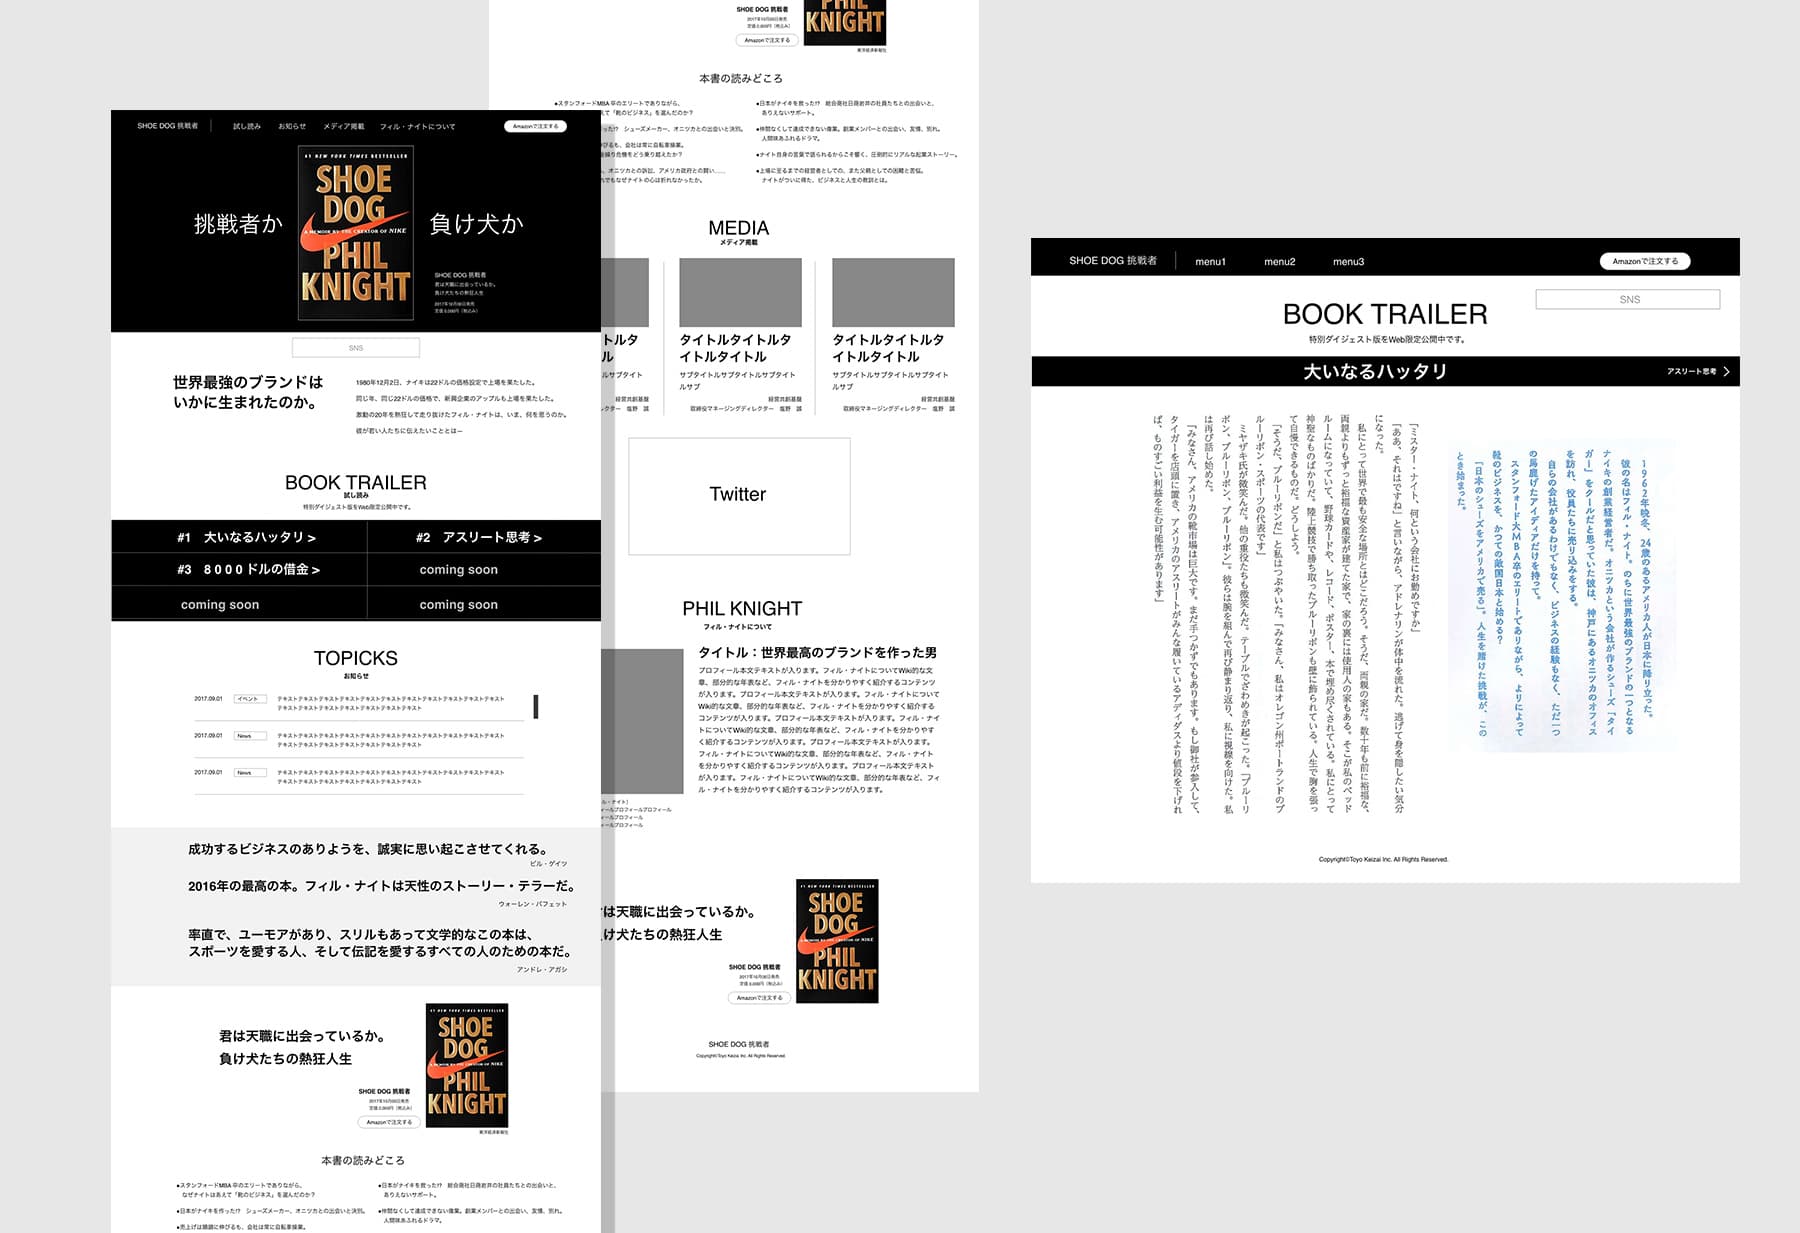 SHOE DOG 挑戦者
試し読み
お知らせ
メディア掲載
フィル・ナイトについて
Amazonで注文する
#1 NEW YORK TIMES BESTSELLER
SHOE
DOG
A MEMOIR BY THE CREATOR OF NIKE
PHIL
KNIGHT
挑戦者か
負け犬か
SHOE DOG 挑戦者
君は天職に出会っているか。
負け犬たちの熱狂人生
SNS
世界最強のブランドは
いかに生まれたのか。
1980年12月2日、ナイキは22ドルの価格設定で上場を果たした。
同じ年、同じ22ドルの価格で、新興企業のアップルも上場を果たした。
激動の20年を熱狂して走り抜けたフィル・ナイトは、いま、何を思うのか。
彼が若い人たちに伝えたいこととは—
BOOK TRAILER
試し読み
特別ダイジェスト版をWeb限定公開中です。
#1 大いなるハッタリ >
#2 アスリート思考 >
#3 8000ドルの借金 >
coming soon
coming soon
coming soon
TOPICKS
お知らせ
2017.09.01
イベント
テキストテキストテキストテキストテキストテキストテキストテキストテキストテキスト
テキストテキストテキストテキストテキストテキスト
2017.09.01
News
テキストテキストテキストテキストテキストテキストテキストテキストテキストテキスト
テキストテキストテキストテキストテキストテキスト
2017.09.01
News
テキストテキストテキストテキストテキストテキストテキストテキストテキストテキスト
テキストテキストテキストテキストテキストテキスト
成功するビジネスのありようを、誠実に思い起こさせてくれる。
ビル・ゲイツ
2016年の最高の本。フィル・ナイトは天性のストーリー・テラーだ。
ウォーレン・バフェット
率直で、ユーモアがあり、スリルもあって文学的なこの本は、
スポーツを愛する人、そして伝記を愛するすべての人のための本だ。
アンドレ・アガシ
君は天職に出会っているか。
負け犬たちの熱狂人生
SHOE DOG 挑戦者
Amazonで注文する
#1 NEW YORK TIMES BESTSELLER
SHOE
DOG
A MEMOIR BY THE CREATOR OF NIKE
PHIL
KNIGHT
東洋経済新報社
本書の読みどころ
●スタンフォードMBA 卒のエリートでありながら、
なぜナイトはあえて「靴のビジネス」を選んだのか?
●日本がナイキを作った!? シューズメーカー、オニツカとの出会いと決別。
●売上げは順調に伸びるも、会社は常に自転車操業。
●日本がナイキを救った!? 総合商社日商岩井の社員たちとの出会いと、
ありえないサポート。
●仲間なくして達成できない偉業。創業メンバーとの出会い、友情、別れ。
人間味あふれるドラマ。
SHOE DOG 挑戦者
Amazonで注文する
KNIGHT
東洋経済新報社
本書の読みどころ
●スタンフォードMBA 卒のエリートでありながら、
えて「靴のビジネス」を選んだのか?
った!? シューズメーカー、オニツカとの出会いと決別。
びるも、会社は常に自転車操業。
繰り危機をどう乗り越えたか?
、オニツカとの訴訟、アメリカ政府との闘い……
れでもなぜナイトの心は折れなかったか。
●日本がナイキを救った!? 総合商社日商岩井の社員たちとの出会いと、
ありえないサポート。
●仲間なくして達成できない偉業。創業メンバーとの出会い、友情、別れ。
人間味あふれるドラマ。
●ナイト自身の言葉で語られるからこそ響く、圧倒的にリアルな起業ストーリー。
●上場に至るまでの経営者としての、また父親としての困難と苦悩。
ナイトがついに得た、ビジネスと人生の教訓とは。
MEDIA
メディア掲載
トルタ
ル
ルサブタイト
経営共創基盤
クター 塩野 誠
タイトルタイトルタ
イトルタイトル
サブタイトルサブタイトルサブタイト
ルサブ
経営共創基盤
取締役マネージングディレクター 塩野 誠
タイトルタイトルタ
イトルタイトル
サブタイトルサブタイトルサブタイト
ルサブ
経営共創基盤
取締役マネージングディレクター 塩野 誠
Twitter
PHIL KNIGHT
フィル・ナイトについて
タイトル：世界最高のブランドを作った男
プロフィール本文テキストが入ります。フィル・ナイトについてWiki的な文
章、部分的な年表など、フィル・ナイトを分かりやすく紹介するコンテンツ
が入ります。プロフィール本文テキストが入ります。フィル・ナイトについて
Wiki的な文章、部分的な年表など、フィル・ナイトを分かりやすく紹介する
コンテンツが入ります。プロフィール本文テキストが入ります。フィル・ナイ
トについてWiki的な文章、部分的な年表など、フィル・ナイトを分かりやす
く紹介するコンテンツが入ります。プロフィール本文テキストが入ります。
フィル・ナイトについてWiki的な文章、部分的な年表など、フィル・ナイト
を分かりやすく紹介するコンテンツが入ります。プロフィール本文テキスト
が入ります。フィル・ナイトについてWiki的な文章、部分的な年表など、フィ
ル・ナイトを分かりやすく紹介するコンテンツが入ります。
ル・ナイト）
ィールプロフィールプロフィール
ィールプロフィール
ィールプロフィール
は天職に出会っているか。
け犬たちの熱狂人生
SHOE DOG 挑戦者
Amazonで注文する
#1 NEW YORK TIMES BESTSELLER
SHOE
DOG
A MEMOIR BY THE CREATOR OF NIKE
PHIL
KNIGHT
SHOE DOG 挑戦者
Copyright©Toyo Keizai Inc. All Rights Reserved.
SHOE DOG 挑戦者
menu1
menu2
menu3
Amazonで注文する
SNS
BOOK TRAILER
特別ダイジェスト版をWeb限定公開中です。
大いなるハッタリ
アスリート思考
1962年晩冬、24歳のあるアメリカ人が日本に降り立った。
彼の名はフィル・ナイト。のちに世界最強のブランドの一つとなる
ナイキの創業経営者だ。オニツカという会社が作るシューズ「タイ
ガー」をクールだと思っていた彼は、神戸にあるオニツカのオフィス
を訪れ、役員たちに売り込みをする。
自らの会社があるわけでもなく、ビジネスの経験もなく、ただ一つ
の馬鹿げたアイディアだけを持って。
スタンフォード大MBA卒のエリートでありながら、よりによって
靴のビジネスを、かつての敵国日本と始める?
「日本のシューズをアメリカで売る」。人生を賭けた挑戦が、この
とき始まった。
「ミスター・ナイト、何という会社にお勤めですか」
「ああ、それはですね」と言いながら、アドレナリンが体中を流れた。逃げて身を隠したい気分
になった。
私にとって世界で最も安全な場所とはどこだろう。そうだ、両親の家だ。数十年も前に裕福な、
両親よりもずっと裕福な資産家が建てた家で、家の裏には使用人の家もある。そこが私のベッド
ルームになっていて、野球カードや、レコード、ポスター、本で埋め尽くされている。私にとって
神聖なものばかりだ。陸上競技で勝ち取ったブルーリボンも壁に飾られている。人生で胸を張っ
て自慢できるものだ。どうしよう。
「そうだ、ブルーリボンだ」と私はつぶやいた。「みなさん、私はオレゴン州ポートランドのブ
ルーリボン・スポーツの代表です」
ミヤザキ氏が微笑んだ。他の重役たちも微笑んだ。テーブルでざわめきが起こった。「ブルーリ
ボン、ブルーリボン、ブルーリボン」。彼らは腕を組んで再び静まり返り、私に視線を向けた。私
は再び話し始めた。
「みなさん、アメリカの靴市場は巨大です。まだ手つかずでもあります。もし御社が参入して、
タイガーを店頭に置き、アメリカのアスリートがみんな履いているアディダスより値段を下げれ
ば、ものすごい利益を生む可能性があります」
Copyright©Toyo Keizai Inc. All Rights Reserved.